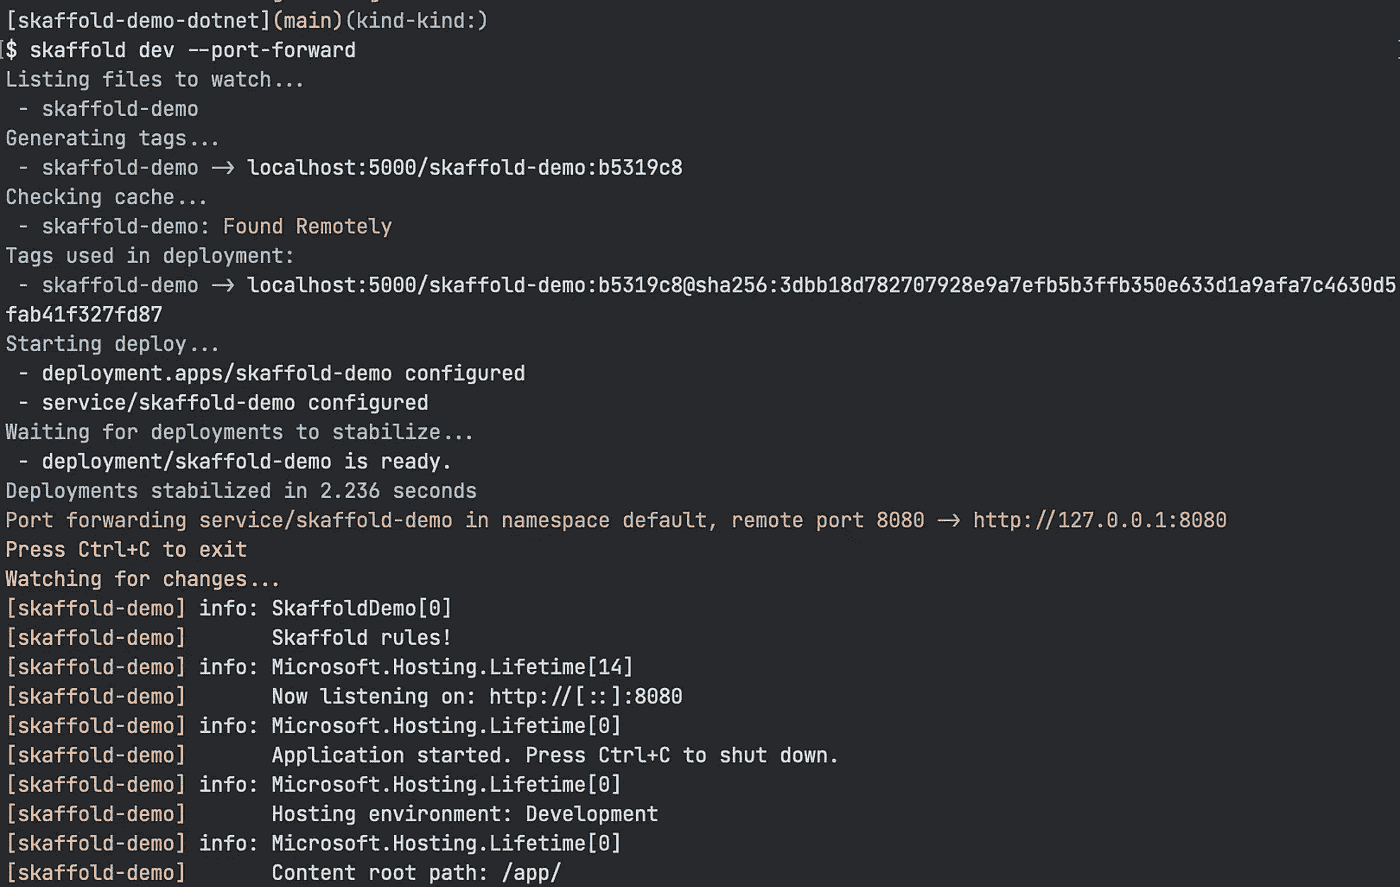 [skaffold-demo-dotnet](main)(kind-kind:)
[$ skaffold dev --port-forward
Listing files to watch...
 - skaffold-demo
Generating tags...
 - skaffold-demo -> localhost:5000/skaffold-demo:b5319c8
Checking cache...
 - skaffold-demo: Found Remotely
Tags used in deployment:
 - skaffold-demo -> localhost:5000/skaffold-demo:b5319c8@sha256:3dbb18d782707928e9a7efb5b3ffb350e633d1a9afa7c4630d5
fab41f327fd87
Starting deploy...
 - deployment.apps/skaffold-demo configured
 - service/skaffold-demo configured
Waiting for deployments to stabilize...
 - deployment/skaffold-demo is ready.
Deployments stabilized in 2.236 seconds
Port forwarding service/skaffold-demo in namespace default, remote port 8080 -> http://127.0.0.1:8080
Press Ctrl+C to exit
Watching for changes...
[skaffold-demo] info: SkaffoldDemo[0]
[skaffold-demo]       Skaffold rules!
[skaffold-demo] info: Microsoft.Hosting.Lifetime[14]
[skaffold-demo]       Now listening on: http://[::]:8080
[skaffold-demo] info: Microsoft.Hosting.Lifetime[0]
[skaffold-demo]       Application started. Press Ctrl+C to shut down.
[skaffold-demo] info: Microsoft.Hosting.Lifetime[0]
[skaffold-demo]       Hosting environment: Development
[skaffold-demo] info: Microsoft.Hosting.Lifetime[0]
[skaffold-demo]       Content root path: /app/